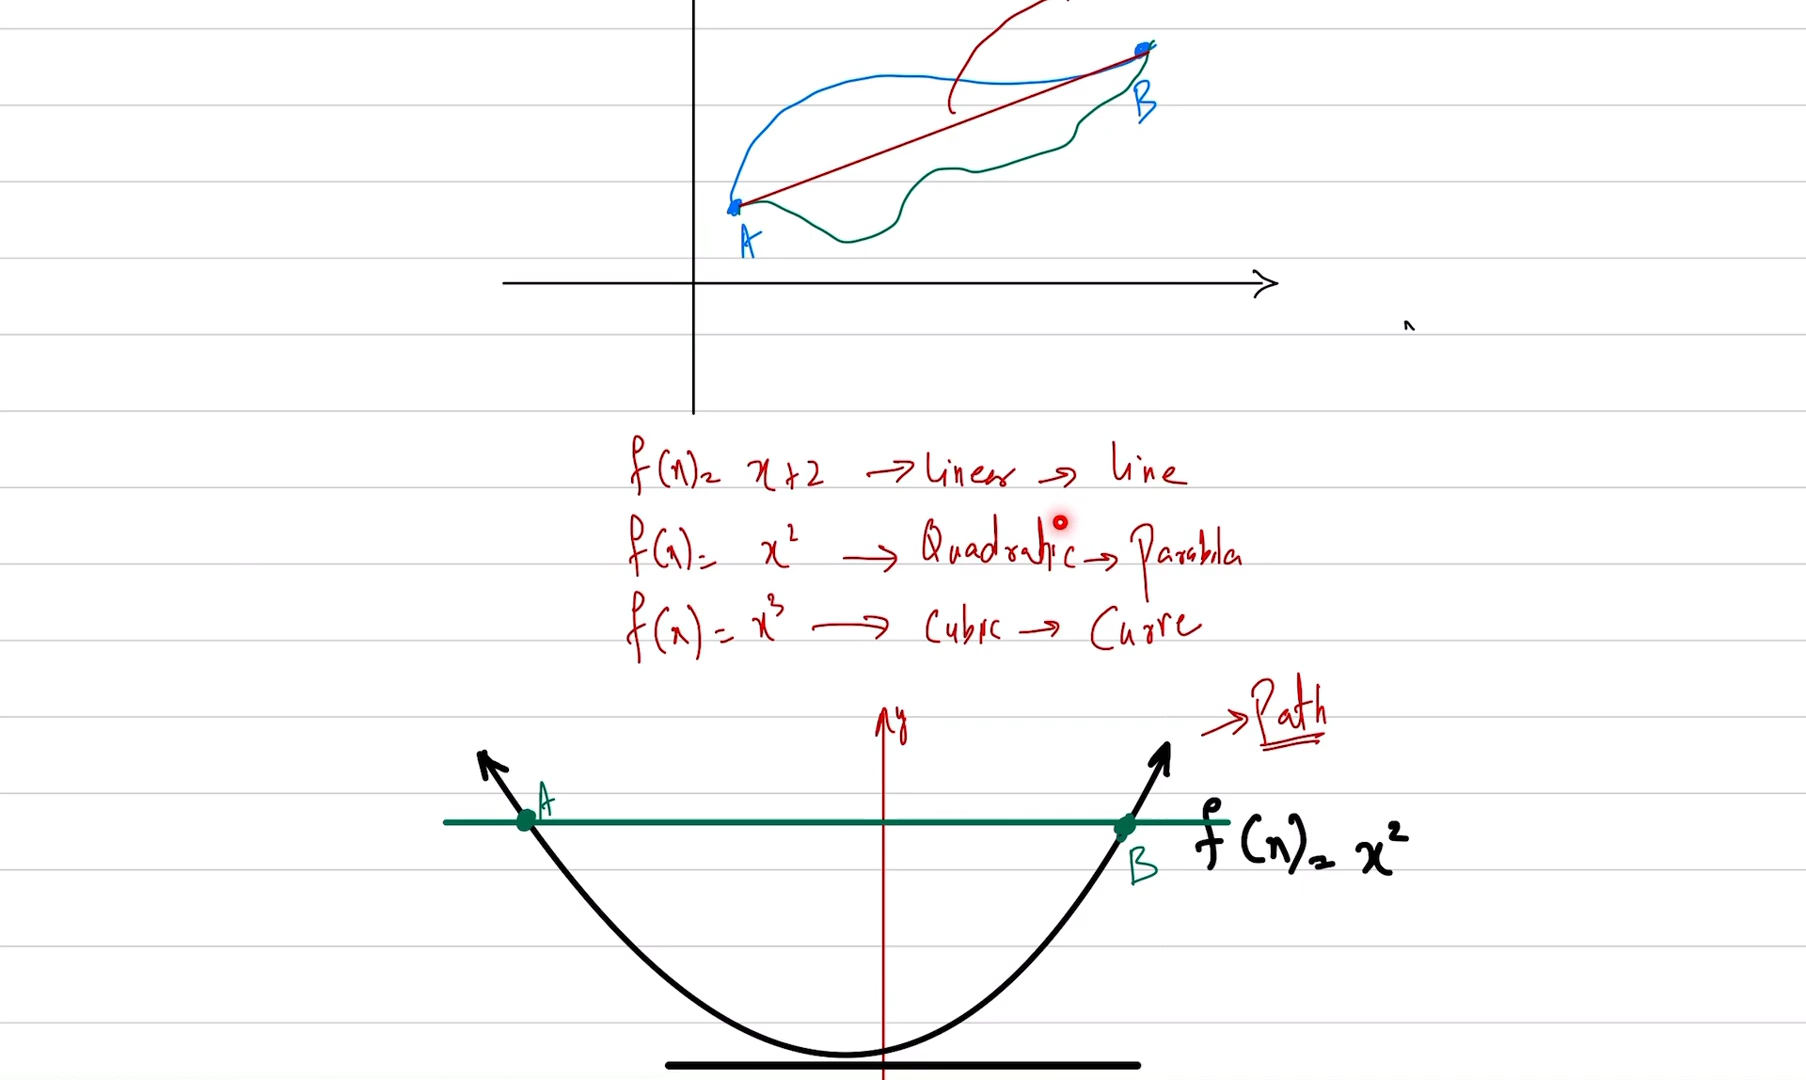 B
A
f(x) = x+2 → linear → line
f(x) = x² → Quadratic → Parabola
f(x) = x³ → Cubic → Curve
→ Path
y
A
B
f(x) = x²